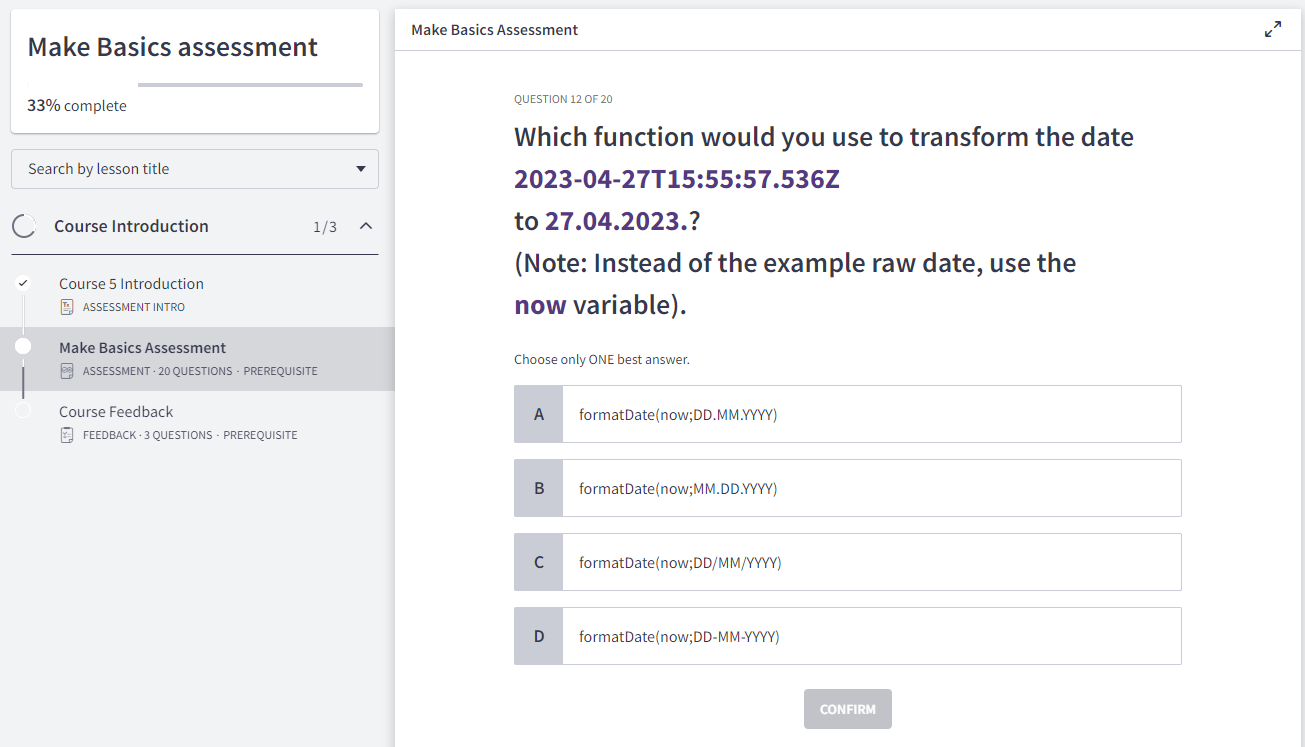 Make Basics assessment
33% complete
Search by lesson title
Course Introduction 1/3
Course 5 Introduction
ASSESSMENT INTRO
Make Basics Assessment
ASSESSMENT · 20 QUESTIONS · PREREQUISITE
Course Feedback
FEEDBACK · 3 QUESTIONS · PREREQUISITE
Make Basics Assessment
QUESTION 12 OF 20
Which function would you use to transform the date
2023-04-27T15:55:57.536Z
to 27.04.2023.?
(Note: Instead of the example raw date, use the
now variable).
Choose only ONE best answer.
A formatDate(now;DD.MM.YYYY)
B formatDate(now;MM.DD.YYYY)
C formatDate(now;DD/MM/YYYY)
D formatDate(now;DD-MM-YYYY)
CONFIRM